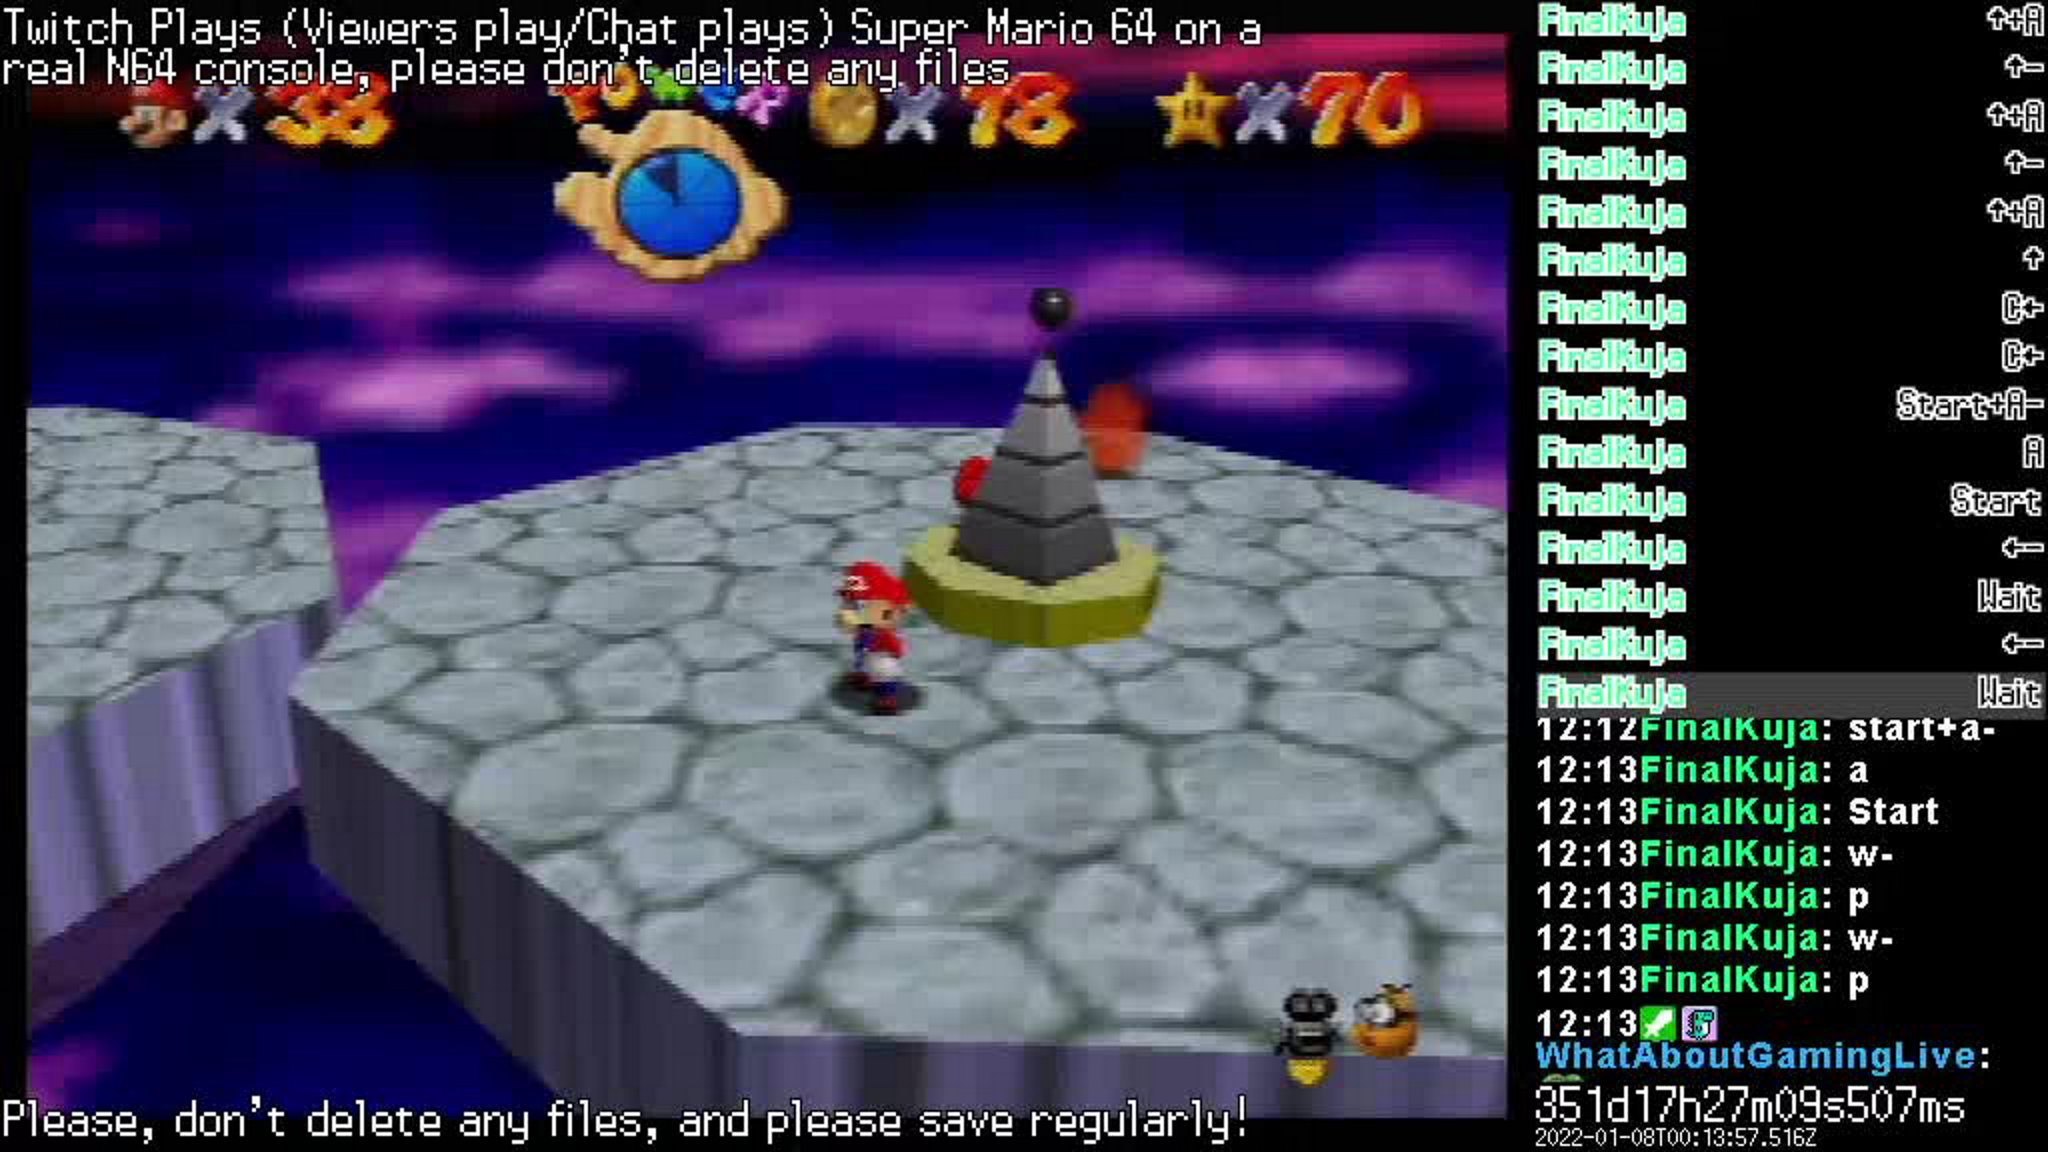 Twitch Plays (Viewers play/Chat plays) Super Mario 64 on a
real N64 console, please don't delete any files
38
18
70
FinalKuja ↑+A
FinalKuja ↑-
FinalKuja ↑+A
FinalKuja ↑-
FinalKuja ↑+A
FinalKuja ↑
FinalKuja C←
FinalKuja C←
FinalKuja Start+A-
FinalKuja A
FinalKuja Start
FinalKuja ←-
FinalKuja Wait
FinalKuja ←-
FinalKuja Wait
12:12FinalKuja: start+a-
12:13FinalKuja: a
12:13FinalKuja: Start
12:13FinalKuja: w-
12:13FinalKuja: p
12:13FinalKuja: w-
12:13FinalKuja: p
12:13
WhatAboutGamingLive:
351d17h27m09s507ms
2022-01-08T00:13:57.516Z
Please, don't delete any files, and please save regularly!